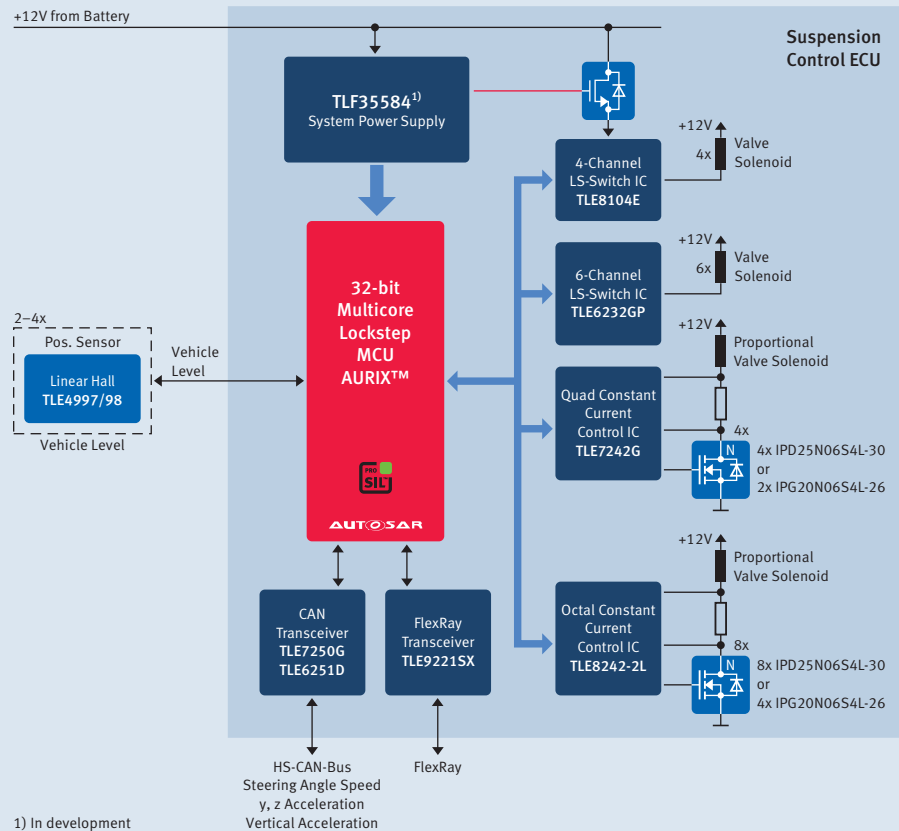 +12V from Battery
Suspension
Control ECU
TLF35584¹⁾
System Power Supply
+12V
4x
Valve
Solenoid
4-Channel
LS-Switch IC
TLE8104E
+12V
6x
Valve
Solenoid
6-Channel
LS-Switch IC
TLE6232GP
32-bit
Multicore
Lockstep
MCU
AURIX™
PRO
SIL
AUTOSAR
2–4x
Pos. Sensor
Linear Hall
TLE4997/98
Vehicle Level
Vehicle
Level
+12V
Proportional
Valve Solenoid
Quad Constant
Current
Control IC
TLE7242G
4x
N
4x IPD25N06S4L-30
or
2x IPG20N06S4L-26
+12V
Proportional
Valve Solenoid
Octal Constant
Current
Control IC
TLE8242-2L
8x
N
8x IPD25N06S4L-30
or
4x IPG20N06S4L-26
CAN
Transceiver
TLE7250G
TLE6251D
FlexRay
Transceiver
TLE9221SX
HS-CAN-Bus
Steering Angle Speed
y, z Acceleration
Vertical Acceleration
FlexRay
1) In development